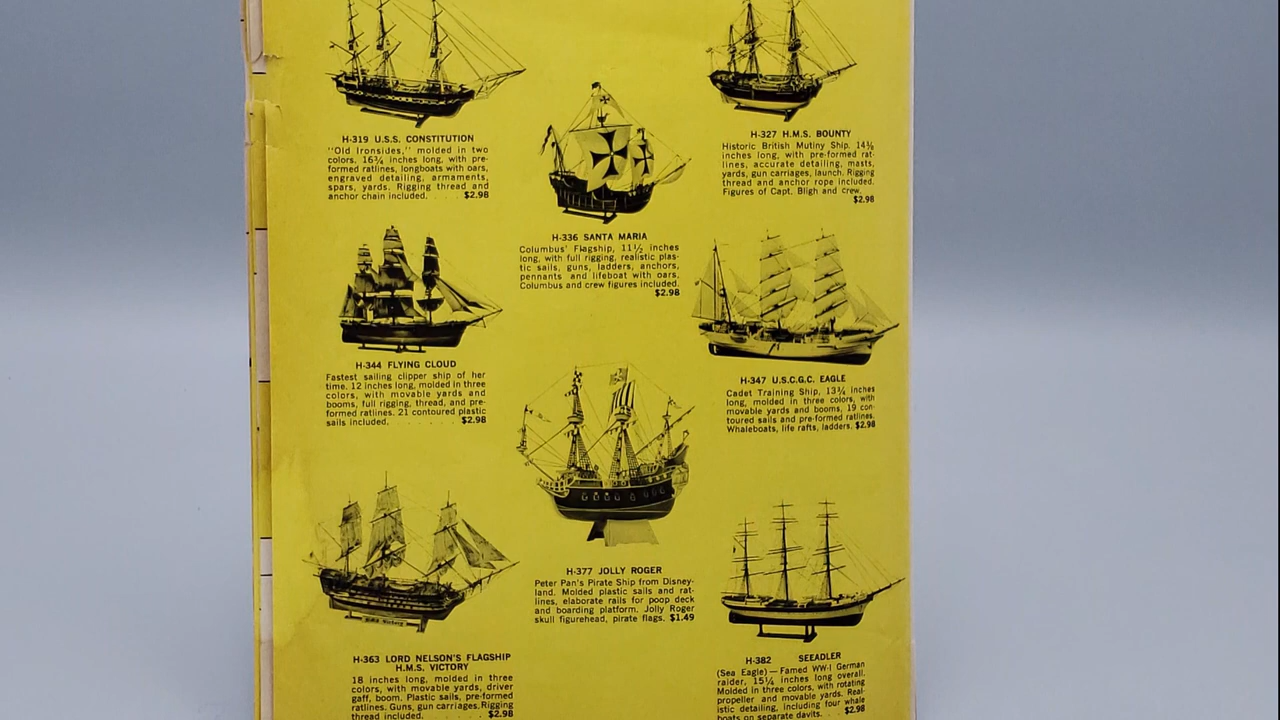 H-319 U.S.S. CONSTITUTION
"Old Ironsides," molded in two
colors. 16¾ inches long, with pre-
formed ratlines, longboats with oars,
engraved detailing, armaments,
spars, yards. Rigging thread and
anchor chain included. . . . . $2.98
H-327 H.M.S. BOUNTY
Historic British Mutiny Ship. 14⅜
inches long, with pre-formed rat-
lines, accurate detailing, masts,
yards, gun carriages, launch. Rigging
thread and anchor rope included.
Figures of Capt. Bligh and crew.
$2.98
H-336 SANTA MARIA
Columbus' Flagship, 11½ inches
long, with full rigging, realistic plas-
tic sails, guns, ladders, anchors,
pennants and lifeboat with oars.
Columbus and crew figures included.
$2.98
H-344 FLYING CLOUD
Fastest sailing clipper ship of her
time. 12 inches long, molded in three
colors, with movable yards and
booms, full rigging, thread, and pre-
formed ratlines. 21 contoured plastic
sails included. . . . . . . . . $2.98
H-347 U.S.C.G.C. EAGLE
Cadet Training Ship, 13¾ inches
long, molded in three colors, with
movable yards and booms, 19 con-
toured sails and pre-formed ratlines.
Whaleboats, life rafts, ladders. $2.98
H-377 JOLLY ROGER
Peter Pan's Pirate Ship from Disney-
land. Molded plastic sails and rat-
lines, elaborate rails for poop deck
and boarding platform. Jolly Roger
skull figurehead, pirate flags. $1.49
H-363 LORD NELSON'S FLAGSHIP
H.M.S. VICTORY
18 inches long, molded in three
colors, with movable yards, driver
gaff, boom. Plastic sails, pre-formed
ratlines. Guns, gun carriages, Rigging
thread included. . . . . . $2.98
H-382 SEEADLER
(Sea Eagle) — Famed WW-I German
raider, 15¼ inches long overall.
Molded in three colors, with rotating
propeller and movable yards. Real-
istic detailing, including four whale
boats on separate davits. . . $2.98